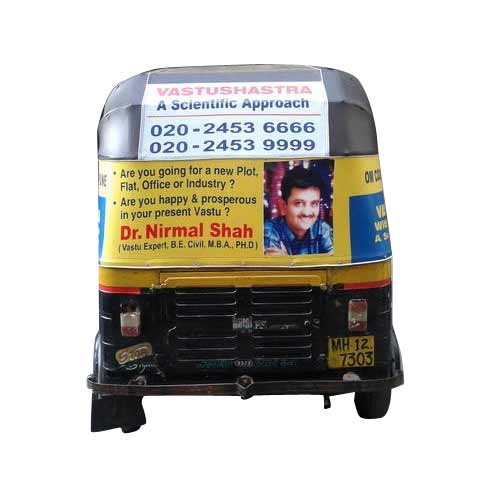 VASTUSHASTRA
A Scientific Approach
020-2453 6666
020-2453 9999
• Are you going for a new Plot,
Flat, Office or Industry ?
• Are you happy & prosperous
in your present Vastu ?
Dr. Nirmal Shah
(Vastu Expert, B.E. Civil, M.B.A., PH.D)
MH 12.
7303